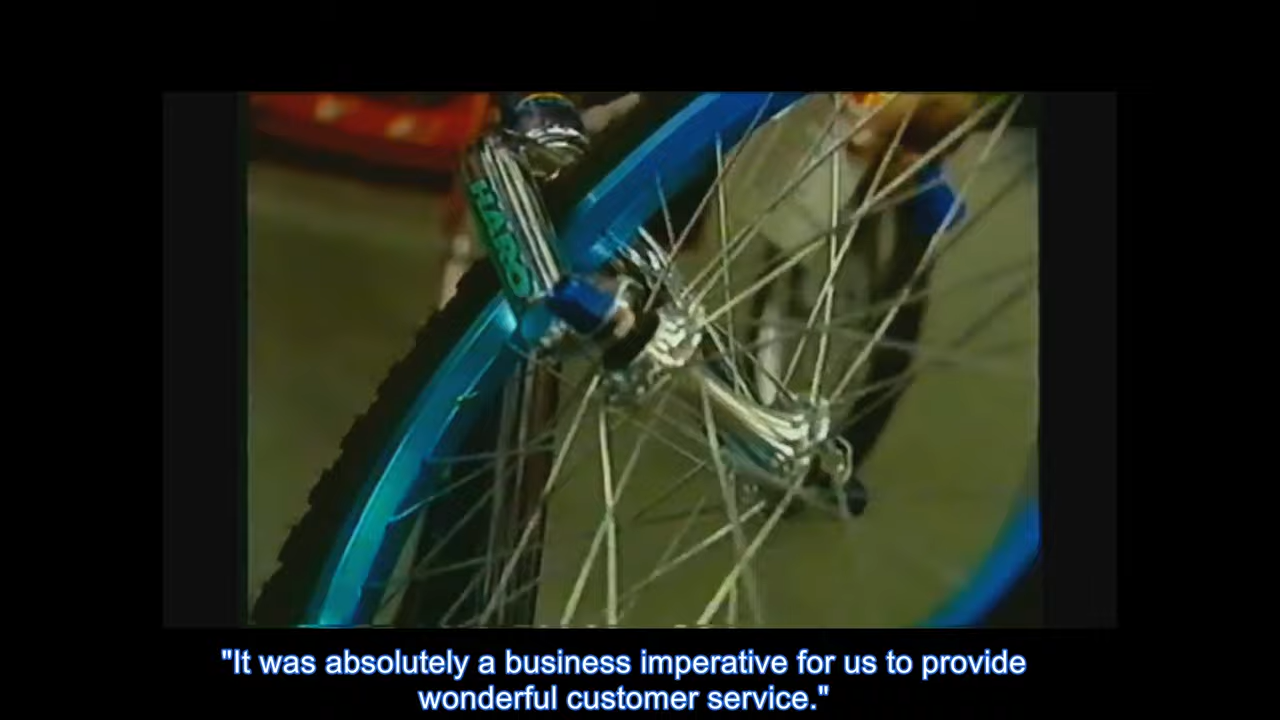 HARO
"It was absolutely a business imperative for us to provide
wonderful customer service."